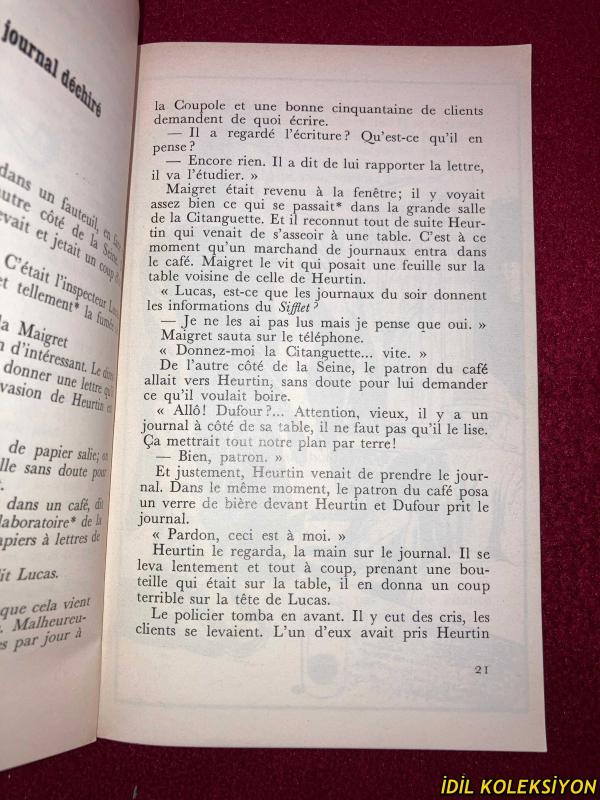 journal déchiré
dans un fauteuil, en
autre côté de la Seine.
evait et jetait un coup
C'était l'inspecteur
et tellement* la fumée
la Maigret
n d'intéressant. Le
donner une lettre qu'il
vasion de Heurtin est
de papier salie; on
lle sans doute pour
t.
dans un café, dit
laboratoire* de la
apiers à lettres de
it Lucas.
que cela vient
. Malheureu-
es par jour à
la Coupole et une bonne cinquantaine de clients
demandent de quoi écrire.
— Il a regardé l'écriture? Qu'est-ce qu'il en
pense?
— Encore rien. Il a dit de lui rapporter la lettre,
il va l'étudier. »
Maigret était revenu à la fenêtre; il y voyait
assez bien ce qui se passait* dans la grande salle
de la Citanguette. Et il reconnut tout de suite Heur-
tin qui venait de s'asseoir à une table. C'est à ce
moment qu'un marchand de journaux entra dans
le café. Maigret le vit qui posait une feuille sur la
table voisine de celle de Heurtin.
« Lucas, est-ce que les journaux du soir donnent
les informations du Sifflet?
— Je ne les ai pas lus mais je pense que oui. »
Maigret sauta sur le téléphone.
« Donnez-moi la Citanguette... vite. »
De l'autre côté de la Seine, le patron du café
allait vers Heurtin, sans doute pour lui demander
ce qu'il voulait boire.
« Allô! Dufour?... Attention, vieux, il y a un
journal à côté de sa table, il ne faut pas qu'il le lise.
Ça mettrait tout notre plan par terre!
— Bien, patron. »
Et justement, Heurtin venait de prendre le jour-
nal. Dans le même moment, le patron du café posa
un verre de bière devant Heurtin et Dufour prit le
journal.
« Pardon, ceci est à moi. »
Heurtin le regarda, la main sur le journal. Il se
leva lentement et tout à coup, prenant une bou-
teille qui était sur la table, il en donna un coup
terrible sur la tête de Lucas.
Le policier tomba en avant. Il y eut des cris, les
clients se levaient. L'un d'eux avait pris Heurtin
21
İDİL KOLEKSİYON